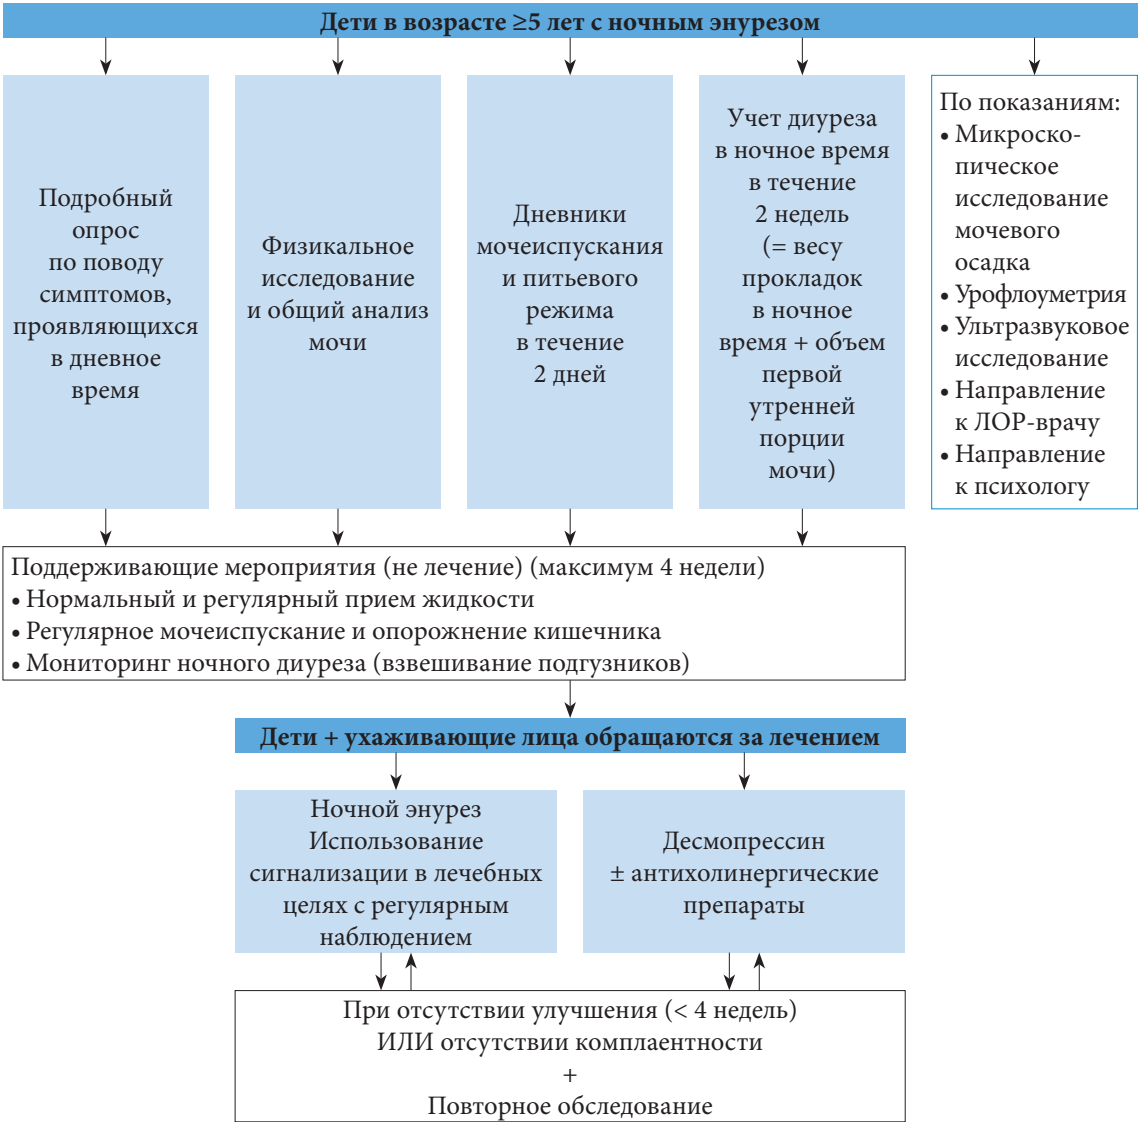 Дети в возрасте ≥5 лет с ночным энурезом
Подробный
опрос
по поводу
симптомов,
проявляющихся
в дневное
время
Физикальное
исследование
и общий анализ
мочи
Дневники
мочеиспускания
и питьевого
режима
в течение
2 дней
Учет диуреза
в ночное время
в течение
2 недель
(= весу
прокладок
в ночное
время + объем
первой
утренней
порции
мочи)
По показаниям:
• Микроско-
пическое
исследование
мочевого
осадка
• Урофлоуметрия
• Ультразвуковое
исследование
• Направление
к ЛОР-врачу
• Направление
к психологу
Поддерживающие мероприятия (не лечение) (максимум 4 недели)
• Нормальный и регулярный прием жидкости
• Регулярное мочеиспускание и опорожнение кишечника
• Мониторинг ночного диуреза (взвешивание подгузников)
Дети + ухаживающие лица обращаются за лечением
Ночной энурез
Использование
сигнализации в лечебных
целях с регулярным
наблюдением
Десмопрессин
± антихолинергические
препараты
При отсутствии улучшения (< 4 недель)
ИЛИ отсутствии комплаентности
+
Повторное обследование